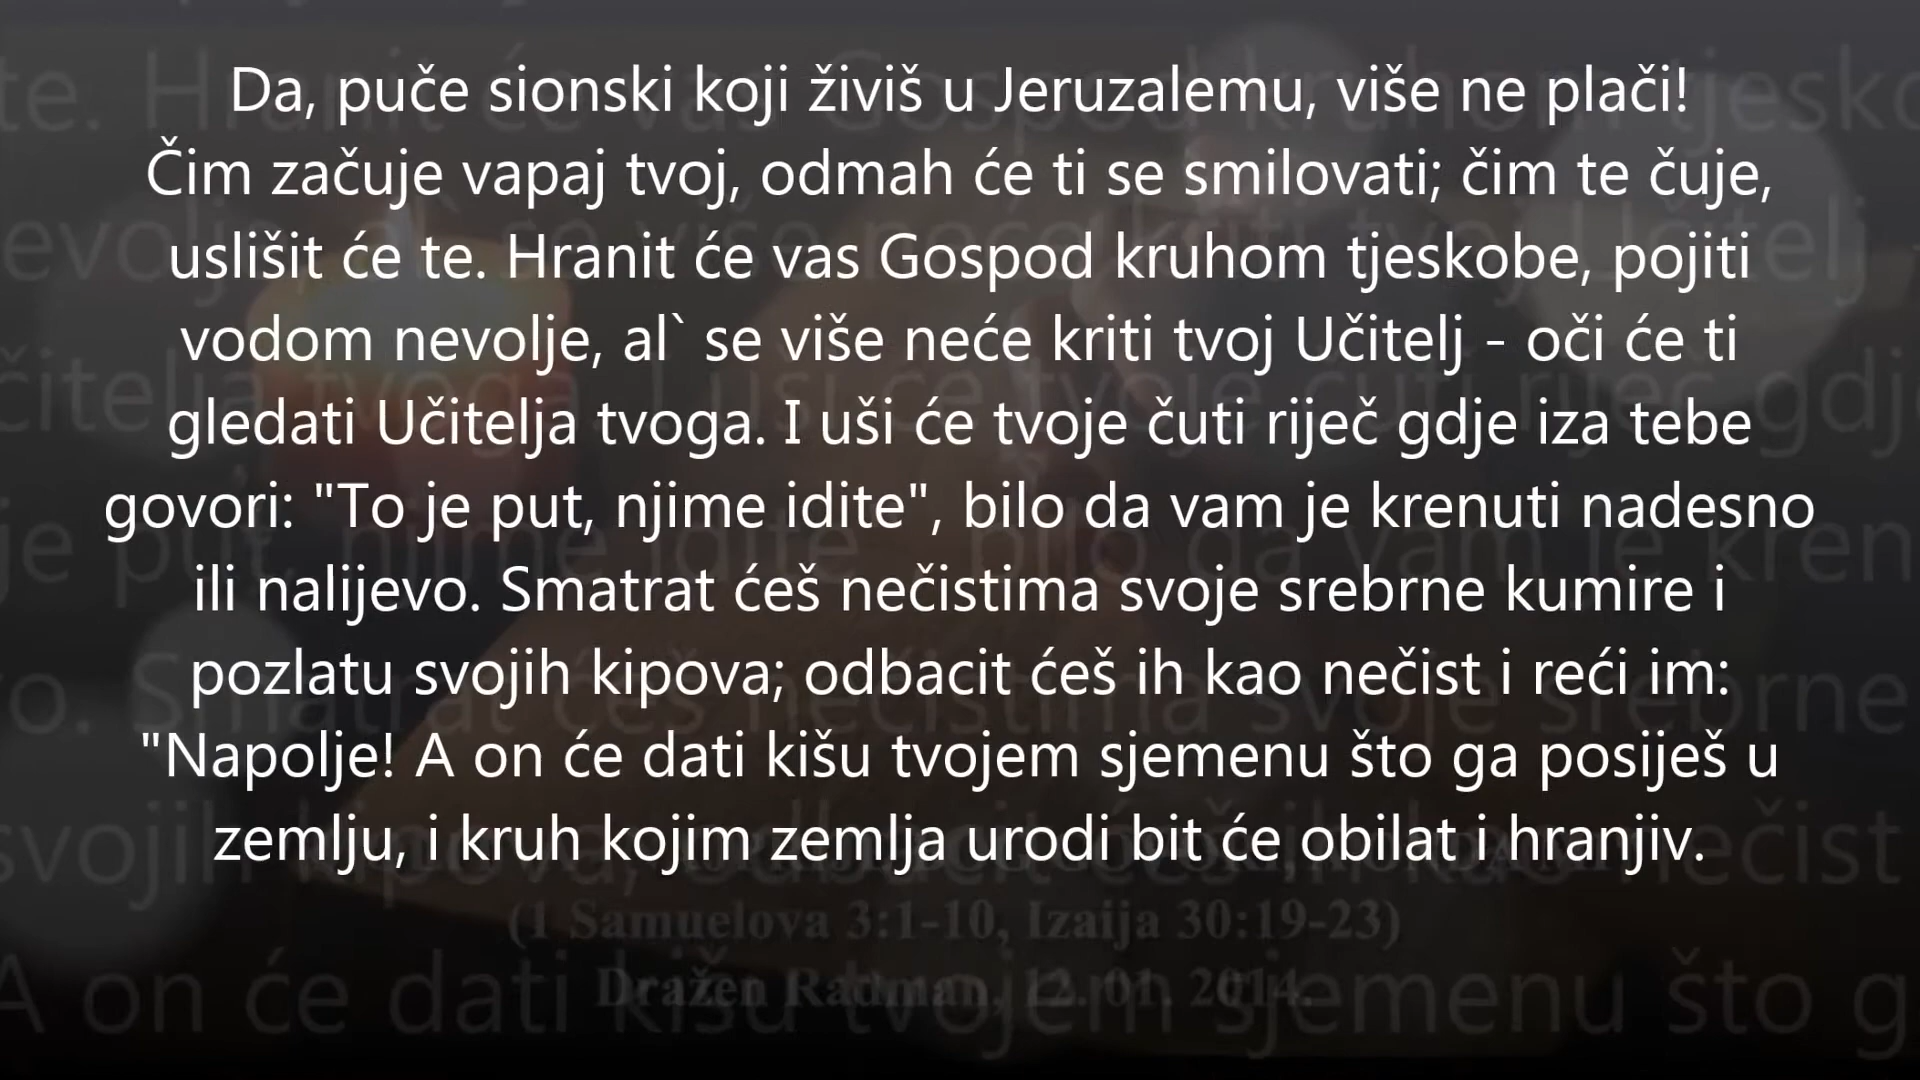 Da, puče sionski koji živiš u Jeruzalemu, više ne plači!
Čim začuje vapaj tvoj, odmah će ti se smilovati; čim te čuje,
uslišit će te. Hranit će vas Gospod kruhom tjeskobe, pojiti
vodom nevolje, al` se više neće kriti tvoj Učitelj - oči će ti
gledati Učitelja tvoga. I uši će tvoje čuti riječ gdje iza tebe
govori: "To je put, njime idite", bilo da vam je krenuti nadesno
ili nalijevo. Smatrat ćeš nečistima svoje srebrne kumire i
pozlatu svojih kipova; odbacit ćeš ih kao nečist i reći im:
"Napolje! A on će dati kišu tvojem sjemenu što ga posiješ u
zemlju, i kruh kojim zemlja urodi bit će obilat i hranjiv.
(1 Samuelova 3:1-10, Izaija 30:19-23)
Dražen Radman, 12. 01. 2014.